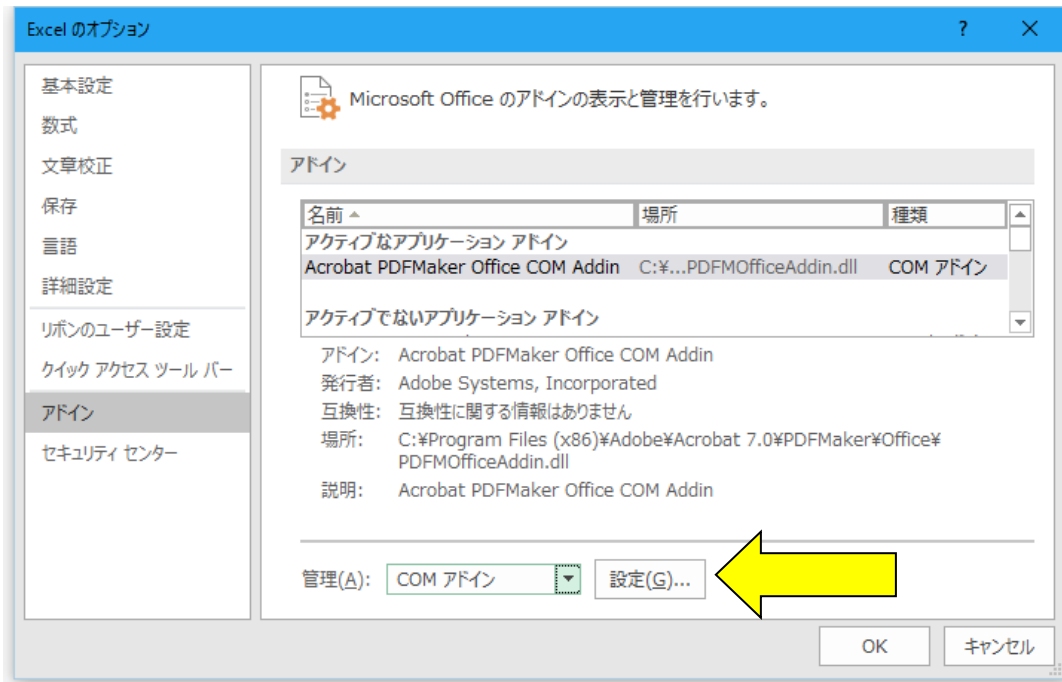 Excel のオプション
?
基本設定
数式
文章校正
保存
言語
詳細設定
リボンのユーザー設定
クイック アクセス ツール バー
アドイン
セキュリティ センター
Microsoft Office のアドインの表示と管理を行います。
アドイン
名前 場所 種類
アクティブなアプリケーション アドイン
Acrobat PDFMaker Office COM Addin C:¥...PDFMOfficeAddin.dll COM アドイン
アクティブでないアプリケーション アドイン
アドイン: Acrobat PDFMaker Office COM Addin
発行者: Adobe Systems, Incorporated
互換性: 互換性に関する情報はありません
場所: C:¥Program Files (x86)¥Adobe¥Acrobat 7.0¥PDFMaker¥Office¥
PDFMOfficeAddin.dll
説明: Acrobat PDFMaker Office COM Addin
管理(A): COM アドイン 設定(G)...
OK キャンセル